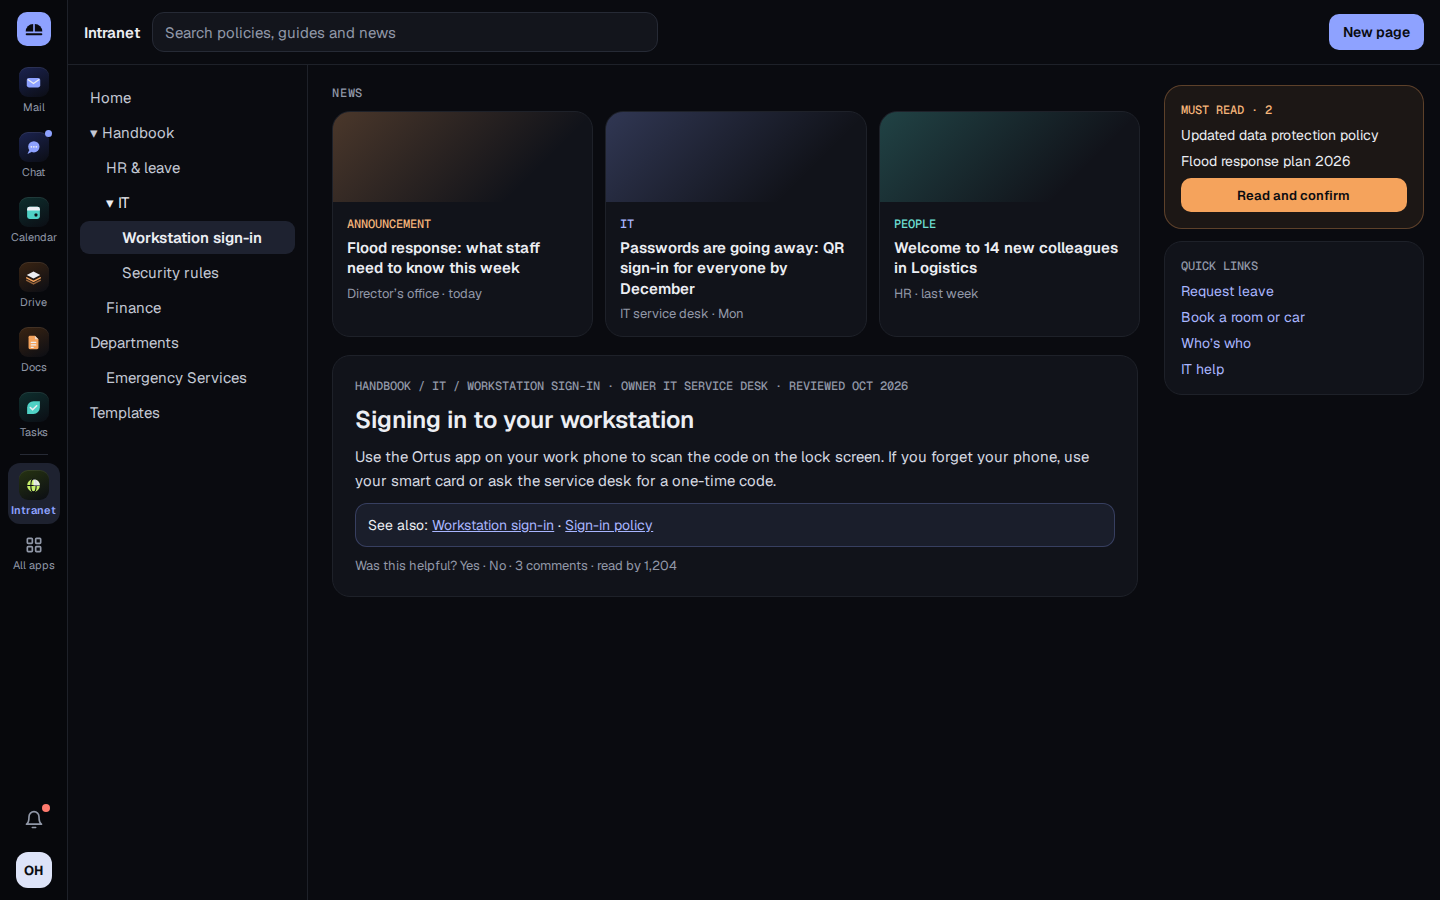 Intranet
Search policies, guides and news
New page
Mail
Chat
Calendar
Drive
Docs
Tasks
Intranet
All apps
OH
Home
▾ Handbook
HR & leave
▾ IT
Workstation sign-in
Security rules
Finance
Departments
Emergency Services
Templates
NEWS
ANNOUNCEMENT
Flood response: what staff
need to know this week
Director's office · today
IT
Passwords are going away: QR
sign-in for everyone by
December
IT service desk · Mon
PEOPLE
Welcome to 14 new colleagues
in Logistics
HR · last week
HANDBOOK / IT / WORKSTATION SIGN-IN · OWNER IT SERVICE DESK · REVIEWED OCT 2026
Signing in to your workstation
Use the Ortus app on your work phone to scan the code on the lock screen. If you forget your phone, use
your smart card or ask the service desk for a one-time code.
See also: Workstation sign-in · Sign-in policy
Was this helpful? Yes · No · 3 comments · read by 1,204
MUST READ · 2
Updated data protection policy
Flood response plan 2026
Read and confirm
QUICK LINKS
Request leave
Book a room or car
Who's who
IT help